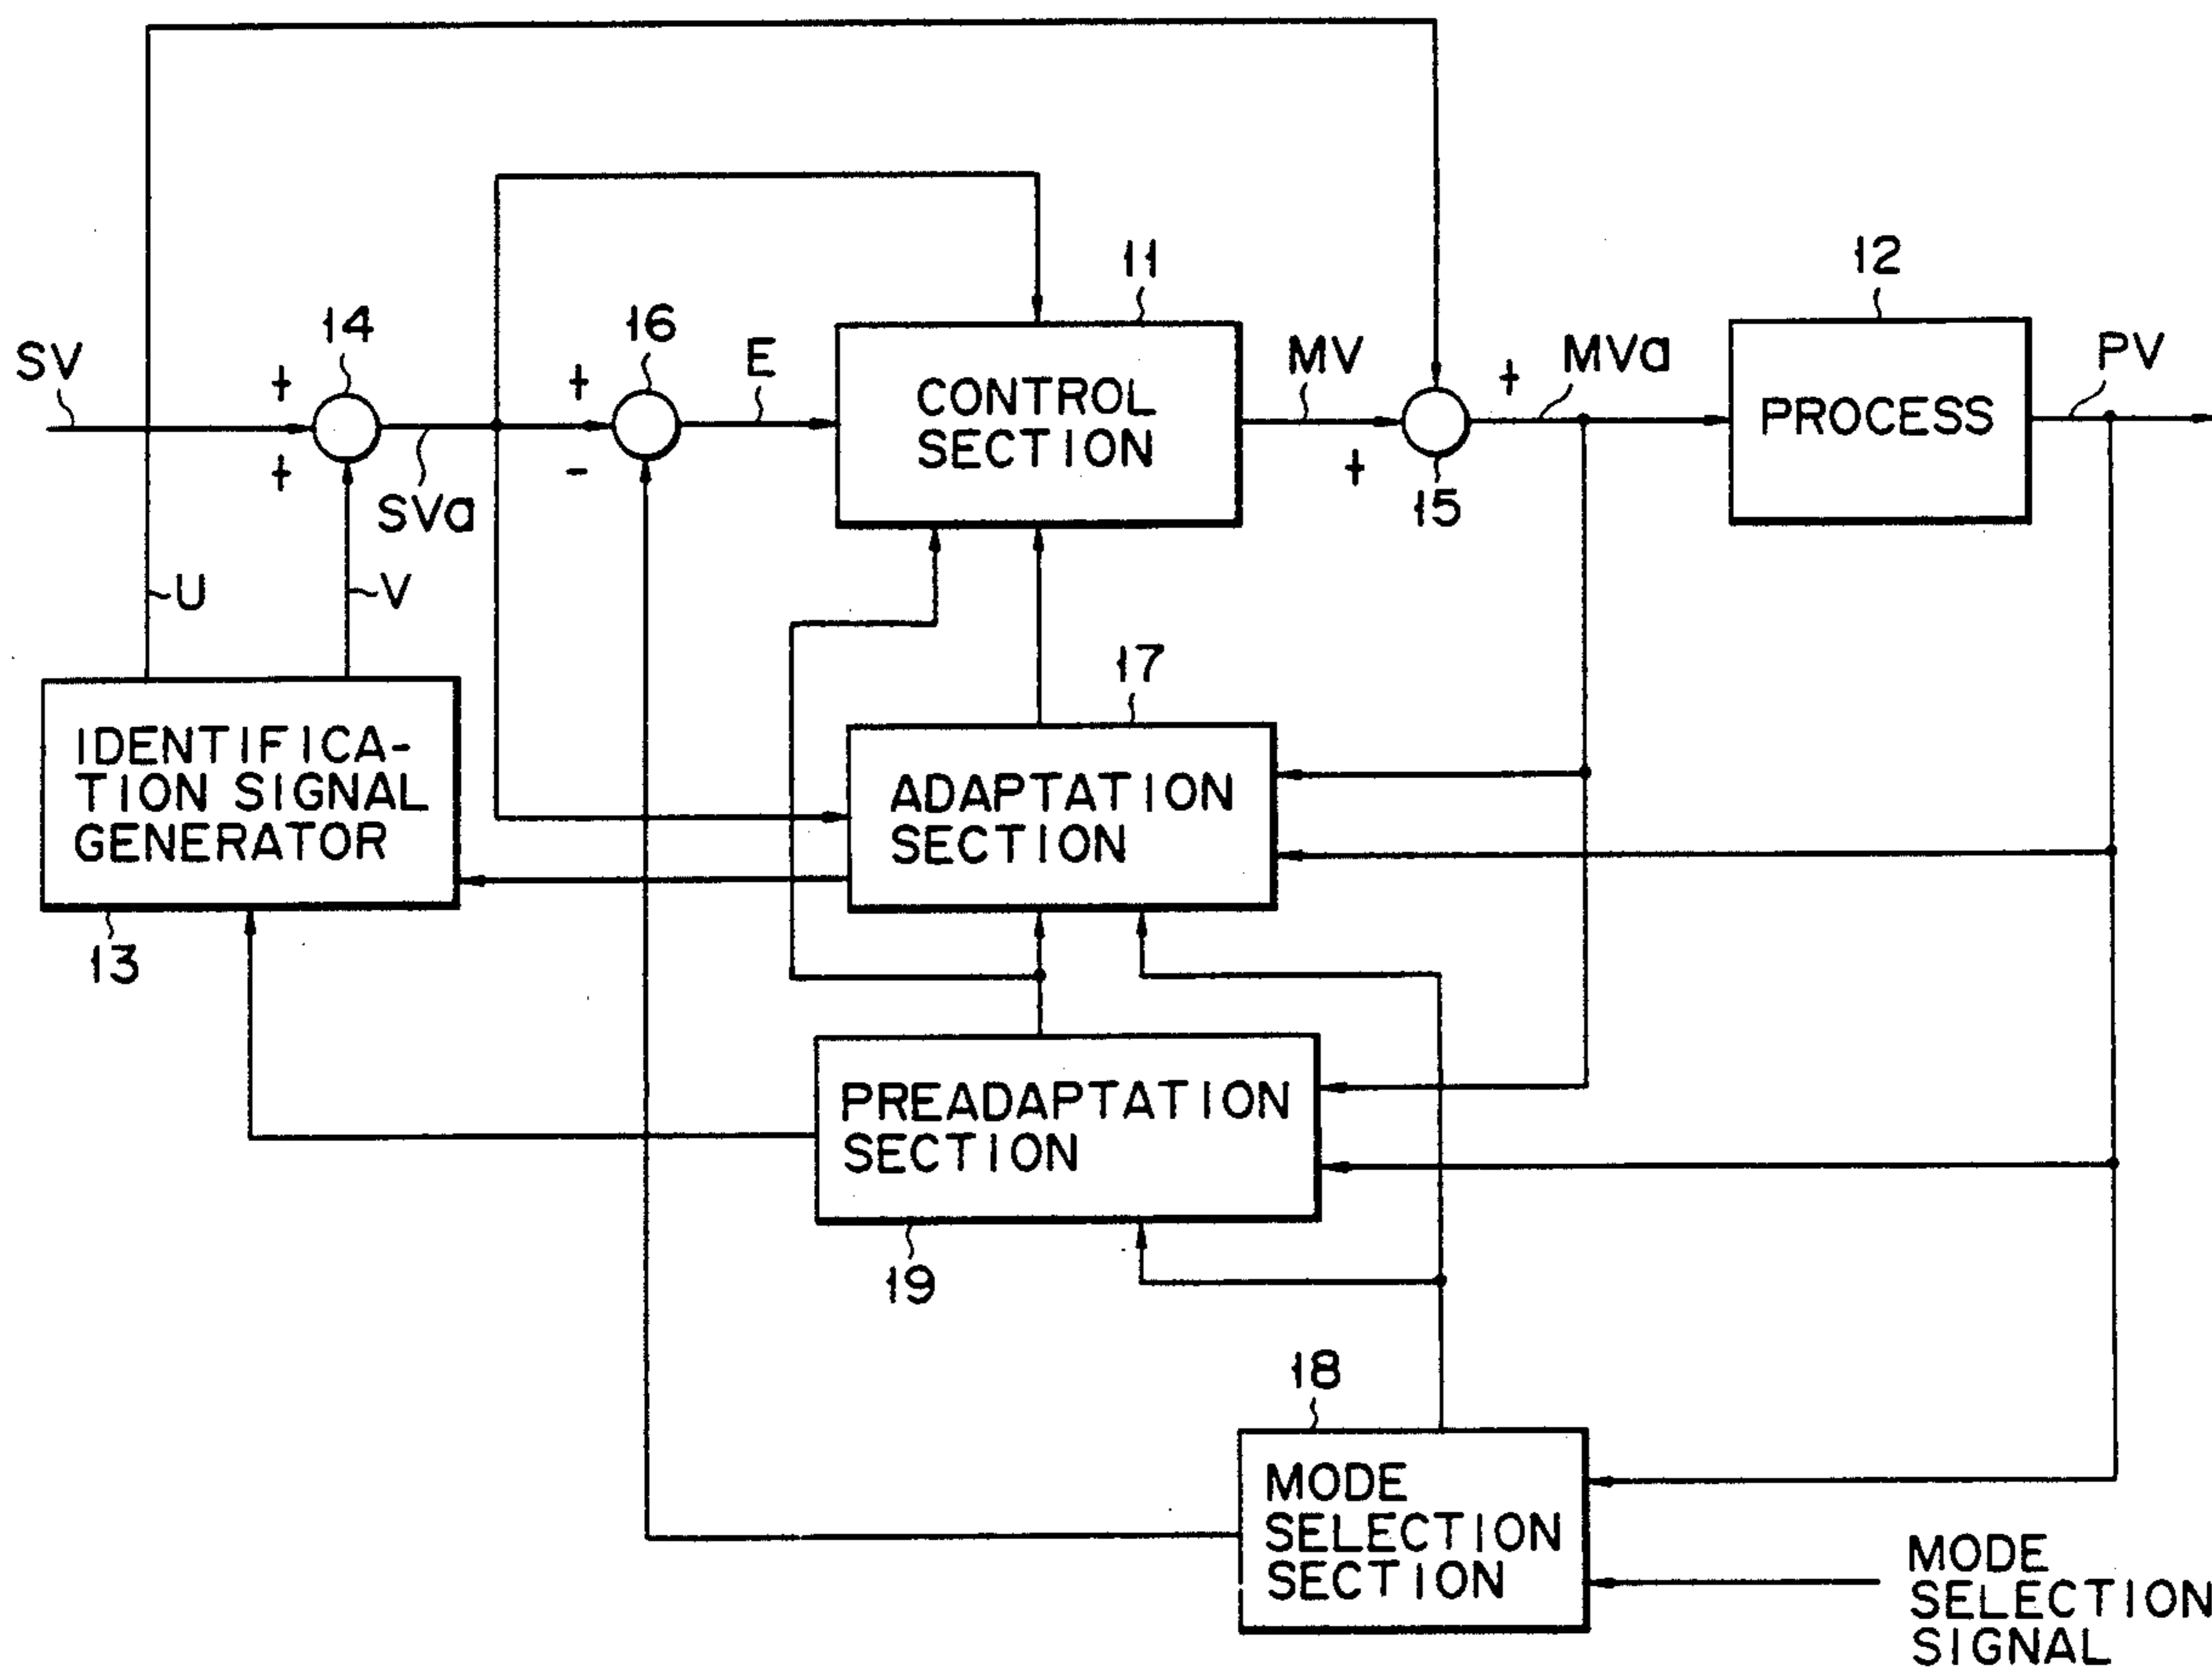 12
11
14
16
SV
+
+
E
MV
+
MVa
PV
CONTROL
SECTION
PROCESS
+
SVa
-
+
15
U
V
17
IDENTIFICA-
TION SIGNAL
GENERATOR
ADAPTATION
SECTION
13
PREADAPTATION
SECTION
19
18
MODE
SELECTION
SECTION
MODE
SELECTION
SIGNAL